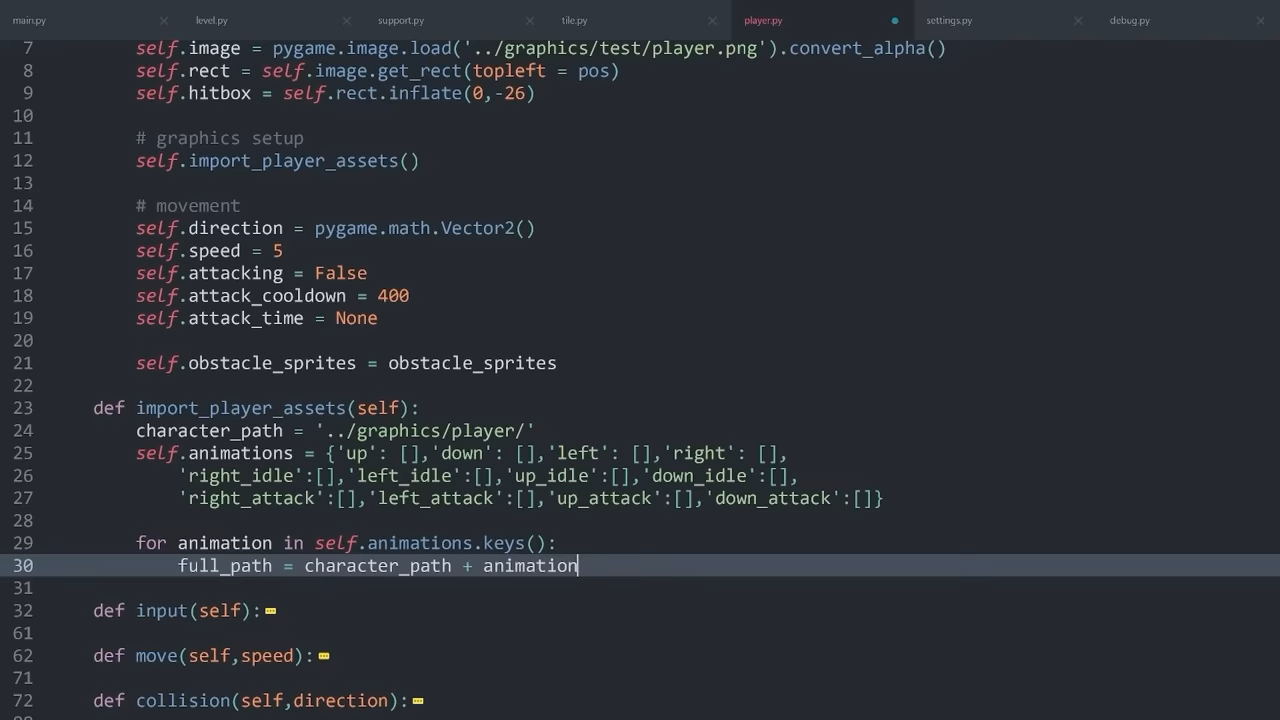 main.py level.py support.py tile.py player.py settings.py debug.py
7 self.image = pygame.image.load('../graphics/test/player.png').convert_alpha()
8 self.rect = self.image.get_rect(topleft = pos)
9 self.hitbox = self.rect.inflate(0,-26)
10
11 # graphics setup
12 self.import_player_assets()
13
14 # movement
15 self.direction = pygame.math.Vector2()
16 self.speed = 5
17 self.attacking = False
18 self.attack_cooldown = 400
19 self.attack_time = None
20
21 self.obstacle_sprites = obstacle_sprites
22
23 def import_player_assets(self):
24 character_path = '../graphics/player/'
25 self.animations = {'up': [],'down': [],'left': [],'right': [],
26 'right_idle':[],'left_idle':[],'up_idle':[],'down_idle':[],
27 'right_attack':[],'left_attack':[],'up_attack':[],'down_attack':[]}
28
29 for animation in self.animations.keys():
30 full_path = character_path + animation
31
32 def input(self):
61
62 def move(self,speed):
71
72 def collision(self,direction):